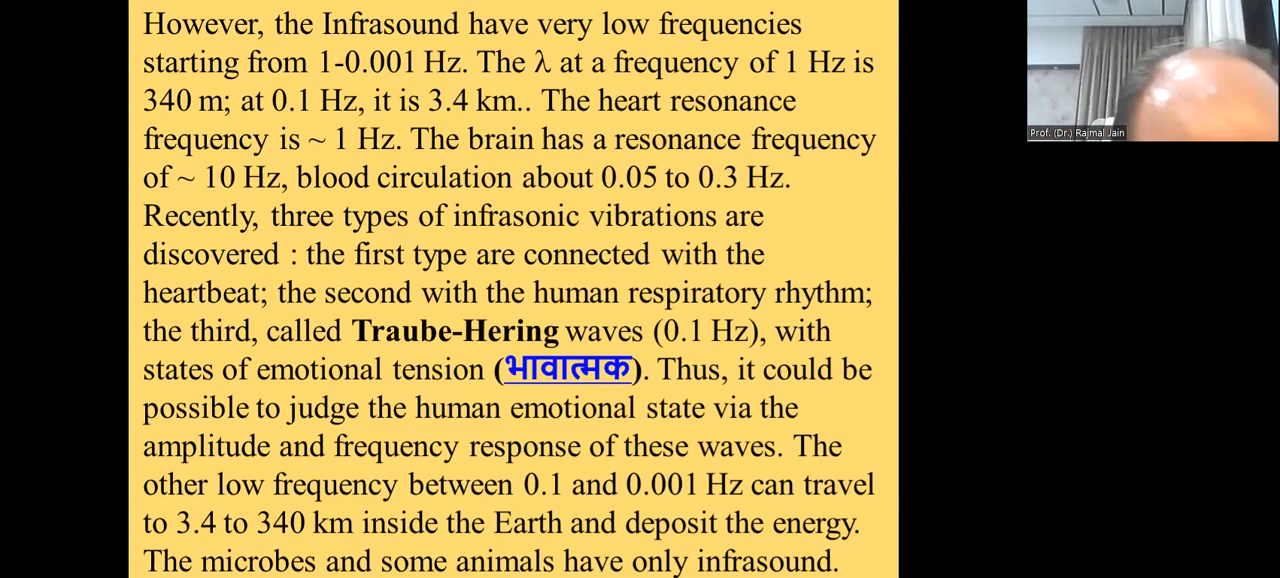 However, the Infrasound have very low frequencies
starting from 1-0.001 Hz. The λ at a frequency of 1 Hz is
340 m; at 0.1 Hz, it is 3.4 km.. The heart resonance
frequency is ~ 1 Hz. The brain has a resonance frequency
of ~ 10 Hz, blood circulation about 0.05 to 0.3 Hz.
Recently, three types of infrasonic vibrations are
discovered : the first type are connected with the
heartbeat; the second with the human respiratory rhythm;
the third, called Traube-Hering waves (0.1 Hz), with
states of emotional tension (भावात्मक). Thus, it could be
possible to judge the human emotional state via the
amplitude and frequency response of these waves. The
other low frequency between 0.1 and 0.001 Hz can travel
to 3.4 to 340 km inside the Earth and deposit the energy.
The microbes and some animals have only infrasound.
Prof. (Dr.) Rajmal Jain